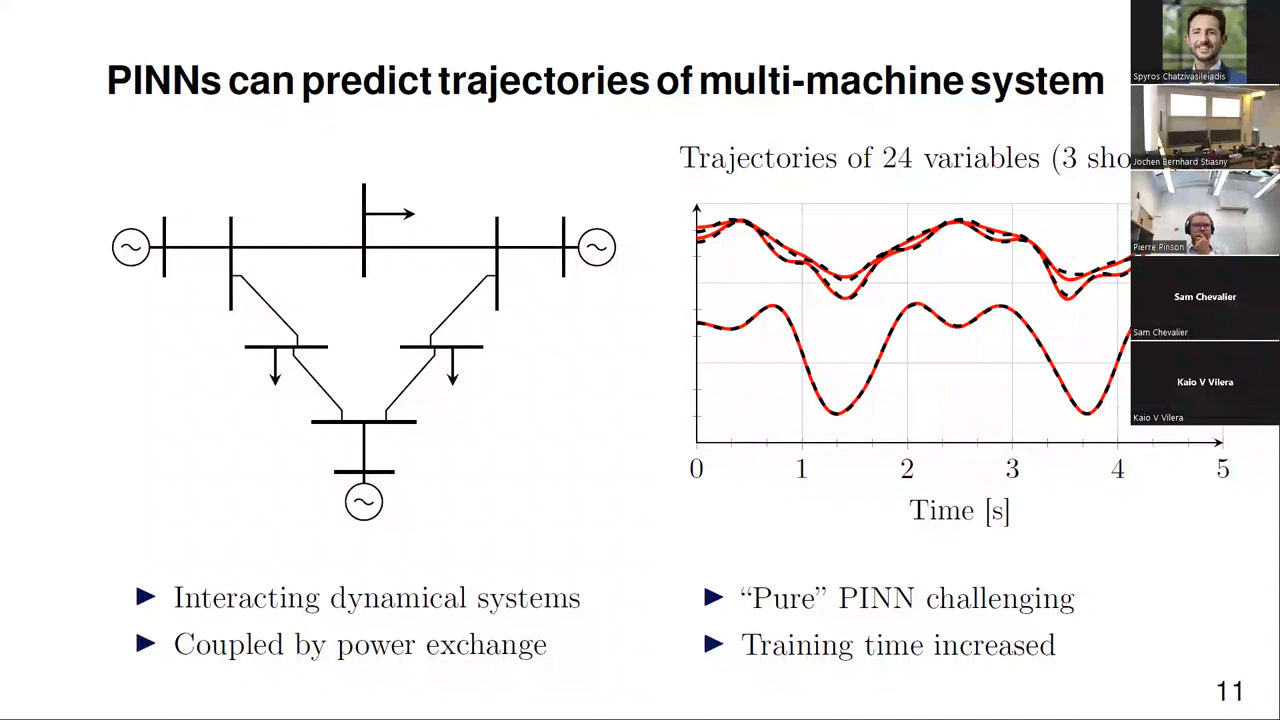 PINNs can predict trajectories of multi-machine system
Trajectories of 24 variables (3 sho
0 1 2 3 4 5
Time [s]
► Interacting dynamical systems
► Coupled by power exchange
► “Pure” PINN challenging
► Training time increased
11
Spyros Chatzivasileiadis
Jochen Bernhard Stiasny
Pierre Pinson
Sam Chevalier
Sam Chevalier
Kaio V Vilera
Kaio V Vilera